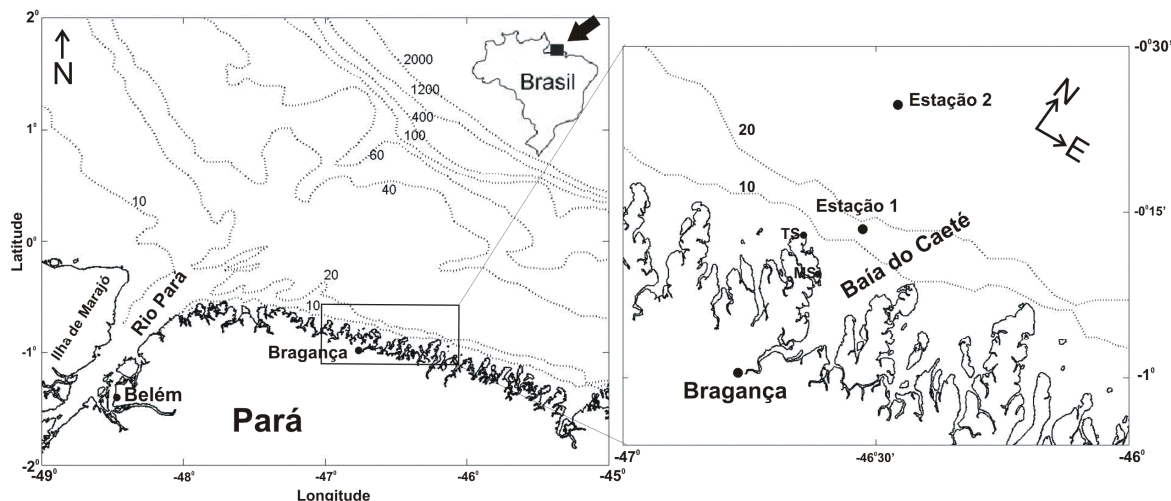 2°
1°
0°
-1°
-2°
Latitude
-49°
-48°
-47°
-46°
-45°
Longitude
N
2000
1200
400
100
60
40
10
20
10
Brasil
Ilha de Marajó
Rio Pará
Belém
Bragança
Pará
-0°30'
-0°15'
-1°
-47°
-46°30'
-46°
N
E
20
10
Estação 2
Estação 1
TS
MS
Baía do Caeté
Bragança